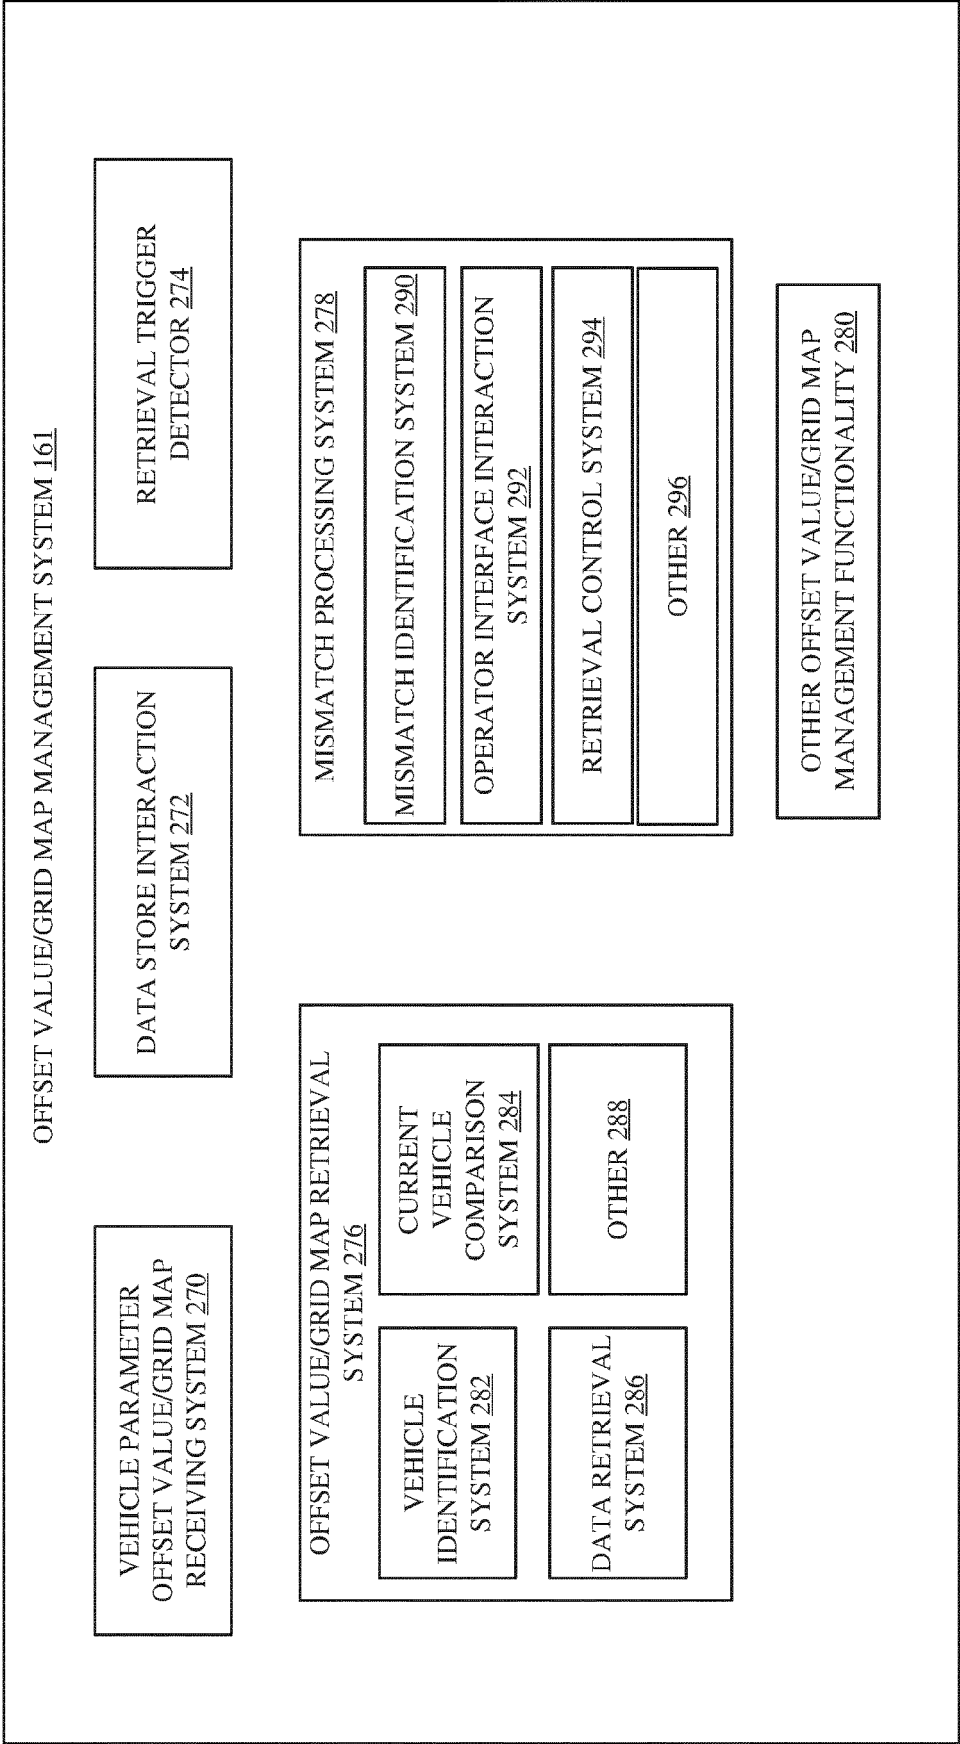 OFFSET VALUE/GRID MAP MANAGEMENT SYSTEM 161
VEHICLE PARAMETER
OFFSET VALUE/GRID MAP
RECEIVING SYSTEM 270
DATA STORE INTERACTION
SYSTEM 272
RETRIEVAL TRIGGER
DETECTOR 274
OFFSET VALUE/GRID MAP RETRIEVAL
SYSTEM 276
VEHICLE
IDENTIFICATION
SYSTEM 282
CURRENT
VEHICLE
COMPARISON
SYSTEM 284
DATA RETRIEVAL
SYSTEM 286
OTHER 288
MISMATCH PROCESSING SYSTEM 278
MISMATCH IDENTIFICATION SYSTEM 290
OPERATOR INTERFACE INTERACTION
SYSTEM 292
RETRIEVAL CONTROL SYSTEM 294
OTHER 296
OTHER OFFSET VALUE/GRID MAP
MANAGEMENT FUNCTIONALITY 280